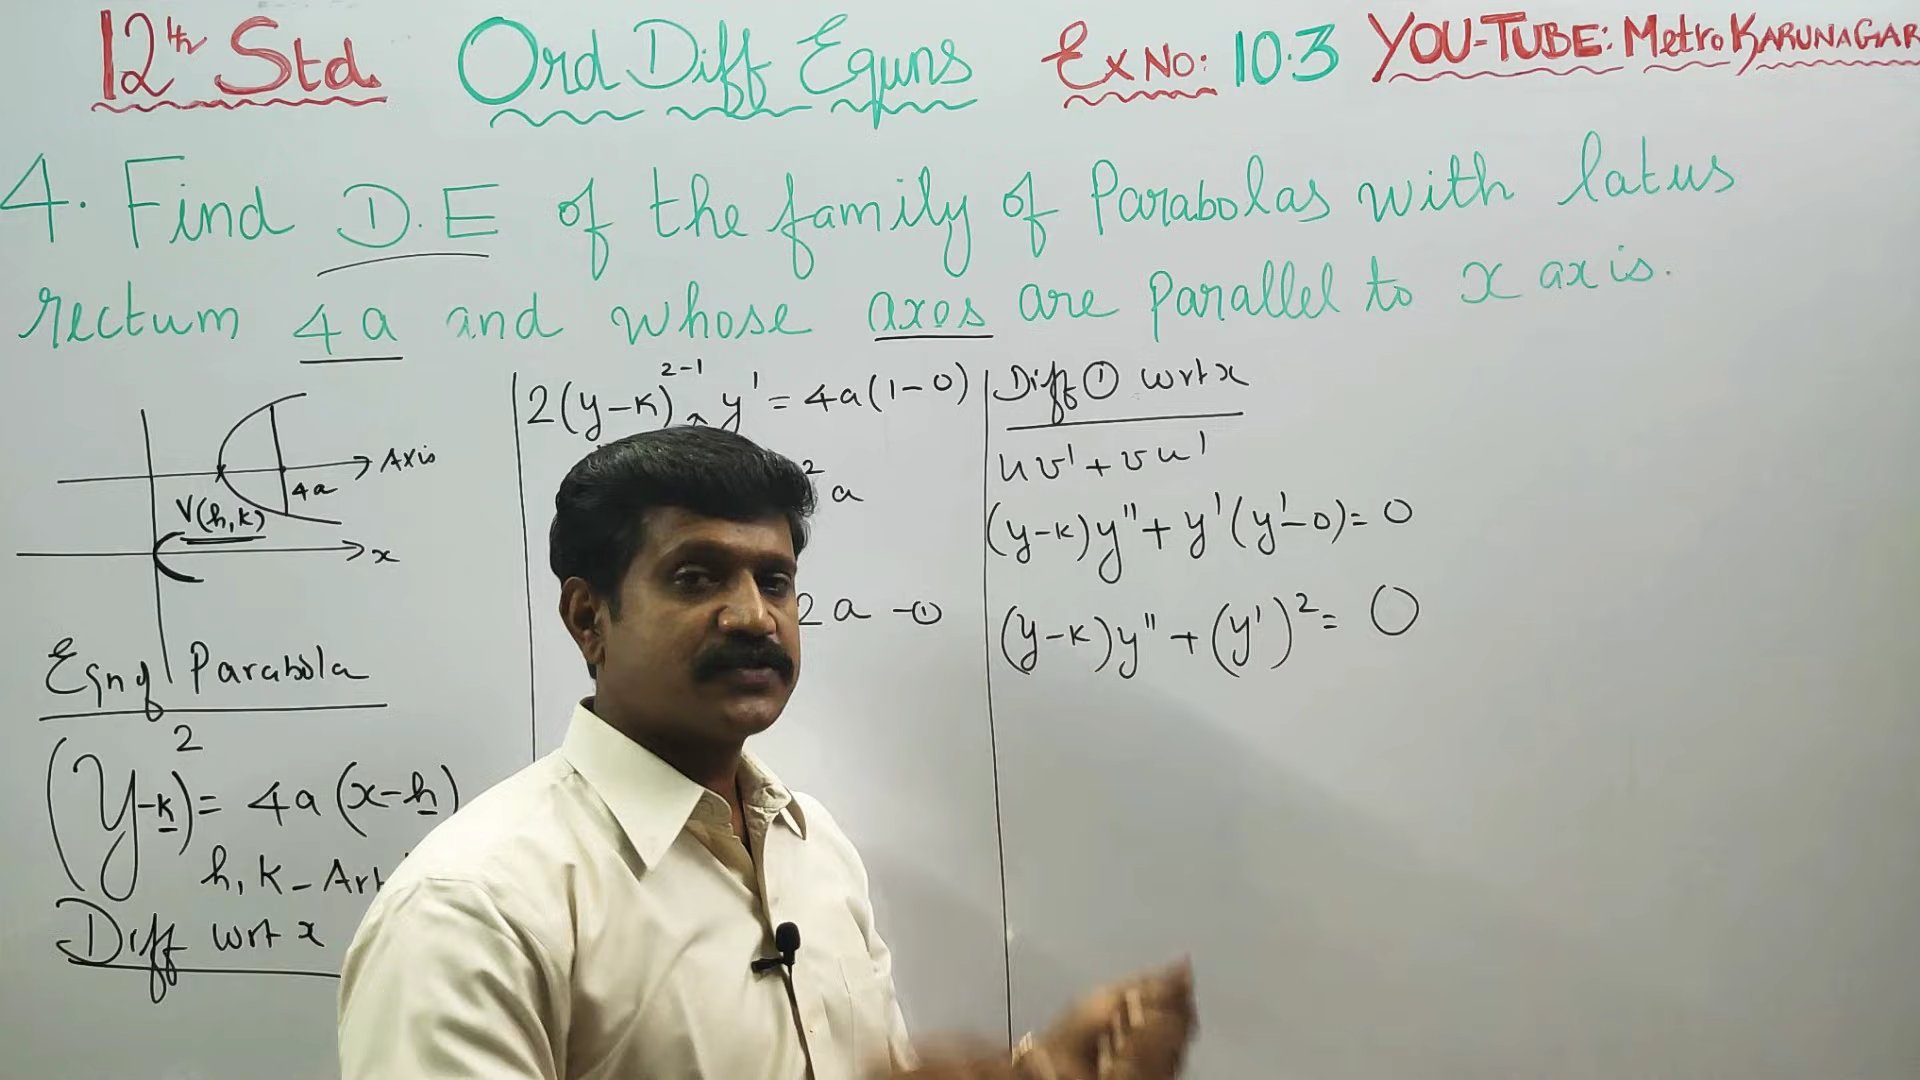 12th Std Ord Diff Equns Ex No: 10.3 YOU-TUBE: Metro KARUNAGAR
4. Find D.E of the family of Parabolas with latus
rectum 4a and whose axes are parallel to x axis.
Axis
4a
V(h,k)
x
Eqn of Parabola
(y-k)² = 4a(x-h)
h, k -
Diff wrt x
2(y-k)²⁻¹ y' = 4a(1-0)
2 a
2a -①
Diff ① wrt x
uv' + vu'
(y-k)y'' + y'(y'-0) = 0
(y-k)y'' + (y')² = 0